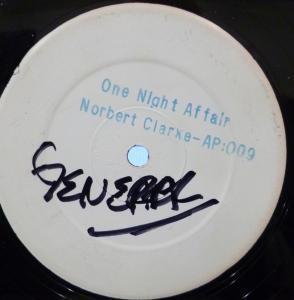 One Night Affair
Norbert Clarke-AP:009
GENERAL